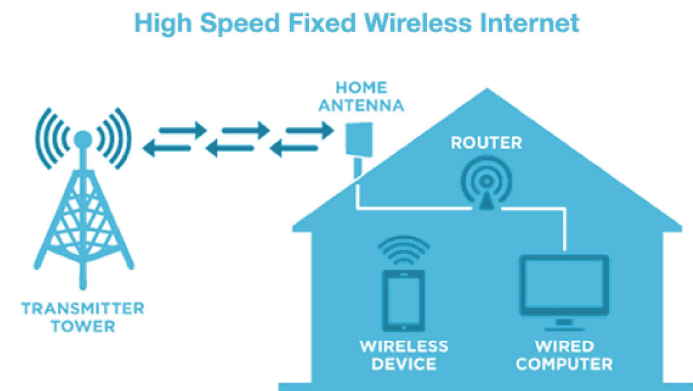 High Speed Fixed Wireless Internet
HOME
ANTENNA
ROUTER
TRANSMITTER
TOWER
WIRELESS
DEVICE
WIRED
COMPUTER